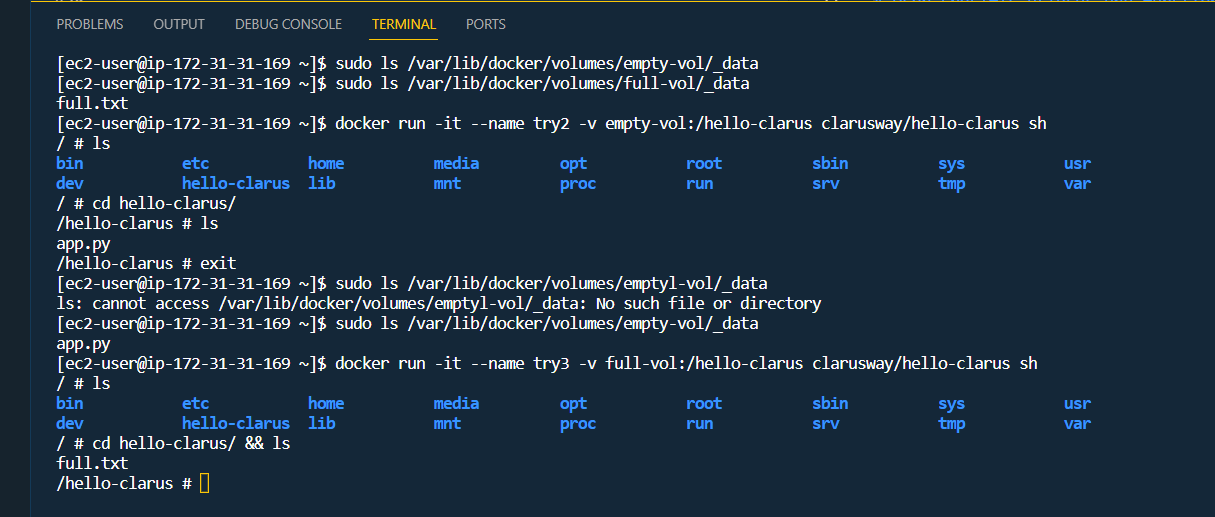 PROBLEMS OUTPUT DEBUG CONSOLE TERMINAL PORTS
[ec2-user@ip-172-31-31-169 ~]$ sudo ls /var/lib/docker/volumes/empty-vol/_data
[ec2-user@ip-172-31-31-169 ~]$ sudo ls /var/lib/docker/volumes/full-vol/_data
full.txt
[ec2-user@ip-172-31-31-169 ~]$ docker run -it --name try2 -v empty-vol:/hello-clarus clarusway/hello-clarus sh
/ # ls
bin etc home media opt root sbin sys usr
dev hello-clarus lib mnt proc run srv tmp var
/ # cd hello-clarus/
/hello-clarus # ls
app.py
/hello-clarus # exit
[ec2-user@ip-172-31-31-169 ~]$ sudo ls /var/lib/docker/volumes/emptyl-vol/_data
ls: cannot access /var/lib/docker/volumes/emptyl-vol/_data: No such file or directory
[ec2-user@ip-172-31-31-169 ~]$ sudo ls /var/lib/docker/volumes/empty-vol/_data
app.py
[ec2-user@ip-172-31-31-169 ~]$ docker run -it --name try3 -v full-vol:/hello-clarus clarusway/hello-clarus sh
/ # ls
bin etc home media opt root sbin sys usr
dev hello-clarus lib mnt proc run srv tmp var
/ # cd hello-clarus/ && ls
full.txt
/hello-clarus #